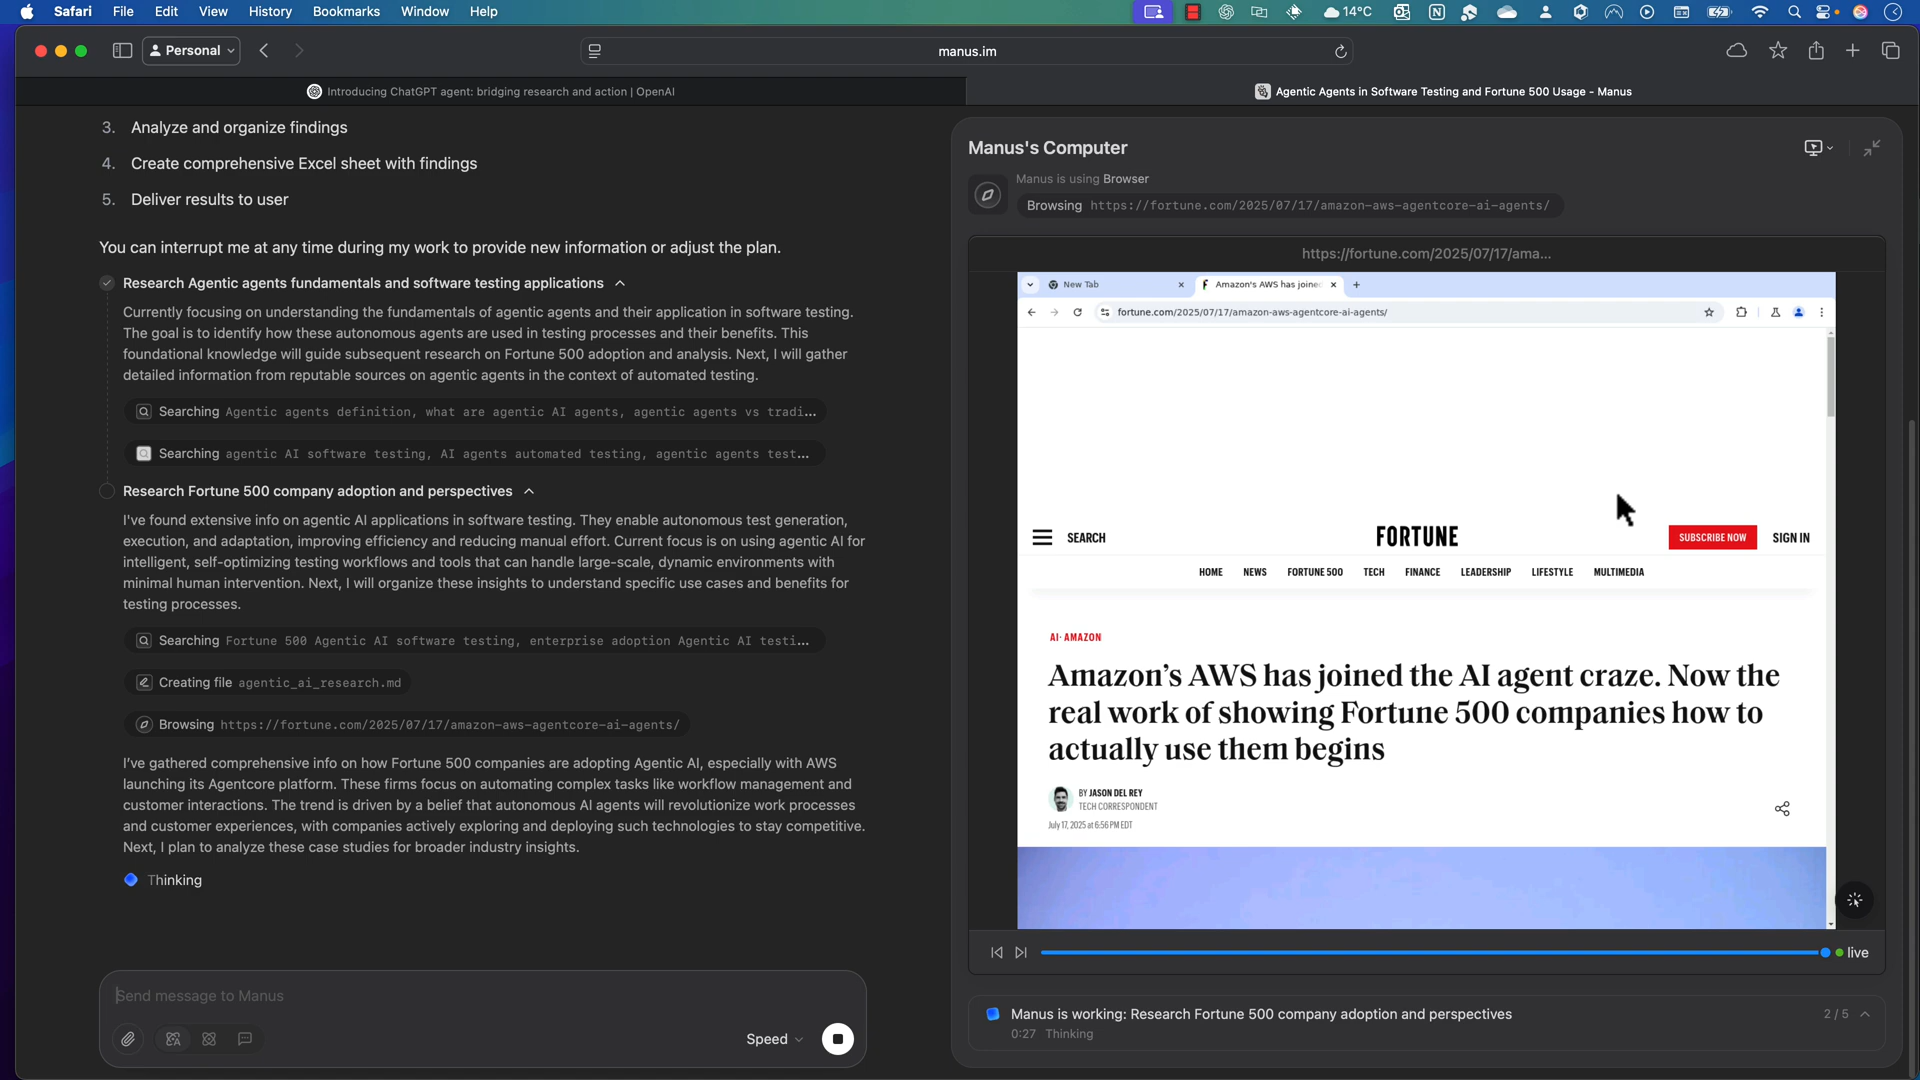 Safari File Edit View History Bookmarks Window Help
14°C
Personal
manus.im
Introducing ChatGPT agent: bridging research and action | OpenAI
Agentic Agents in Software Testing and Fortune 500 Usage - Manus
3. Analyze and organize findings
4. Create comprehensive Excel sheet with findings
5. Deliver results to user
You can interrupt me at any time during my work to provide new information or adjust the plan.
Research Agentic agents fundamentals and software testing applications
Currently focusing on understanding the fundamentals of agentic agents and their application in software testing.
The goal is to identify how these autonomous agents are used in testing processes and their benefits. This
foundational knowledge will guide subsequent research on Fortune 500 adoption and analysis. Next, I will gather
detailed information from reputable sources on agentic agents in the context of automated testing.
Searching Agentic agents definition, what are agentic AI agents, agentic agents vs tradi...
Searching agentic AI software testing, AI agents automated testing, agentic agents test...
Research Fortune 500 company adoption and perspectives
I've found extensive info on agentic AI applications in software testing. They enable autonomous test generation,
execution, and adaptation, improving efficiency and reducing manual effort. Current focus is on using agentic AI for
intelligent, self-optimizing testing workflows and tools that can handle large-scale, dynamic environments with
minimal human intervention. Next, I will organize these insights to understand specific use cases and benefits for
testing processes.
Searching Fortune 500 Agentic AI software testing, enterprise adoption Agentic AI testi...
Creating file agentic_ai_research.md
Browsing https://fortune.com/2025/07/17/amazon-aws-agentcore-ai-agents/
I've gathered comprehensive info on how Fortune 500 companies are adopting Agentic AI, especially with AWS
launching its Agentcore platform. These firms focus on automating complex tasks like workflow management and
customer interactions. The trend is driven by a belief that autonomous AI agents will revolutionize work processes
and customer experiences, with companies actively exploring and deploying such technologies to stay competitive.
Next, I plan to analyze these case studies for broader industry insights.
Thinking
Send message to Manus
Speed
Manus's Computer
Manus is using Browser
Browsing https://fortune.com/2025/07/17/amazon-aws-agentcore-ai-agents/
https://fortune.com/2025/07/17/ama...
New Tab
Amazon's AWS has joined
fortune.com/2025/07/17/amazon-aws-agentcore-ai-agents/
SEARCH
FORTUNE
SUBSCRIBE NOW
SIGN IN
HOME NEWS FORTUNE 500 TECH FINANCE LEADERSHIP LIFESTYLE MULTIMEDIA
AI· AMAZON
Amazon's AWS has joined the AI agent craze. Now the
real work of showing Fortune 500 companies how to
actually use them begins
BY JASON DEL REY
TECH CORRESPONDENT
July 17, 2025 at 6:56 PM EDT
live
Manus is working: Research Fortune 500 company adoption and perspectives
2 / 5
0:27 Thinking